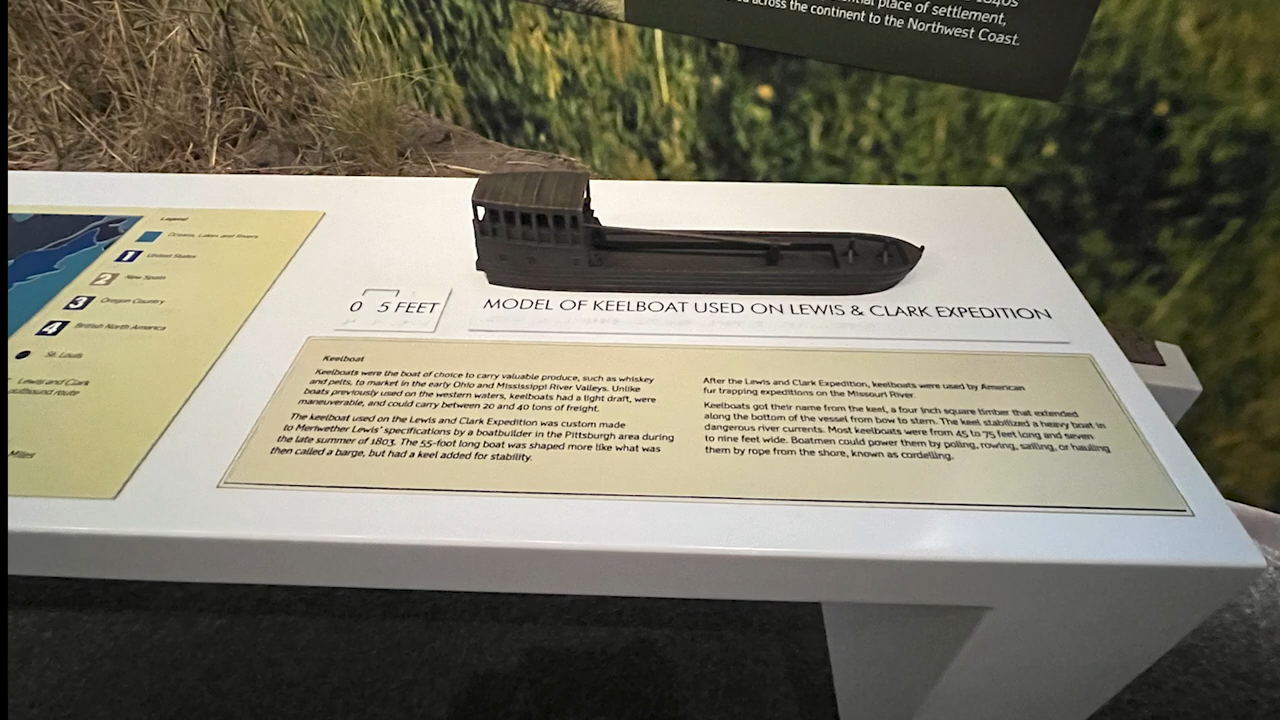 1840s
place of settlement,
across the continent to the Northwest Coast.
Legend
Oceans, Lakes and Rivers
1 United States
2 New Spain
3 Oregon Country
4 British North America
St. Louis
Lewis and Clark
outbound route
Miles
0 5 FEET
MODEL OF KEELBOAT USED ON LEWIS & CLARK EXPEDITION
Keelboat
Keelboats were the boat of choice to carry valuable produce, such as whiskey
and pelts, to market in the early Ohio and Mississippi River Valleys. Unlike
boats previously used on the western waters, keelboats had a light draft, were
maneuverable, and could carry between 20 and 40 tons of freight.
The keelboat used on the Lewis and Clark Expedition was custom made
to Meriwether Lewis' specifications by a boatbuilder in the Pittsburgh area during
the late summer of 1803. The 55-foot long boat was shaped more like what was
then called a barge, but had a keel added for stability.
After the Lewis and Clark Expedition, keelboats were used by American
fur trapping expeditions on the Missouri River.
Keelboats got their name from the keel, a four inch square timber that extended
along the bottom of the vessel from bow to stern. The keel stabilized a heavy boat in
dangerous river currents. Most keelboats were from 45 to 75 feet long and seven
to nine feet wide. Boatmen could power them by poling, rowing, sailing, or hauling
them by rope from the shore, known as cordelling.